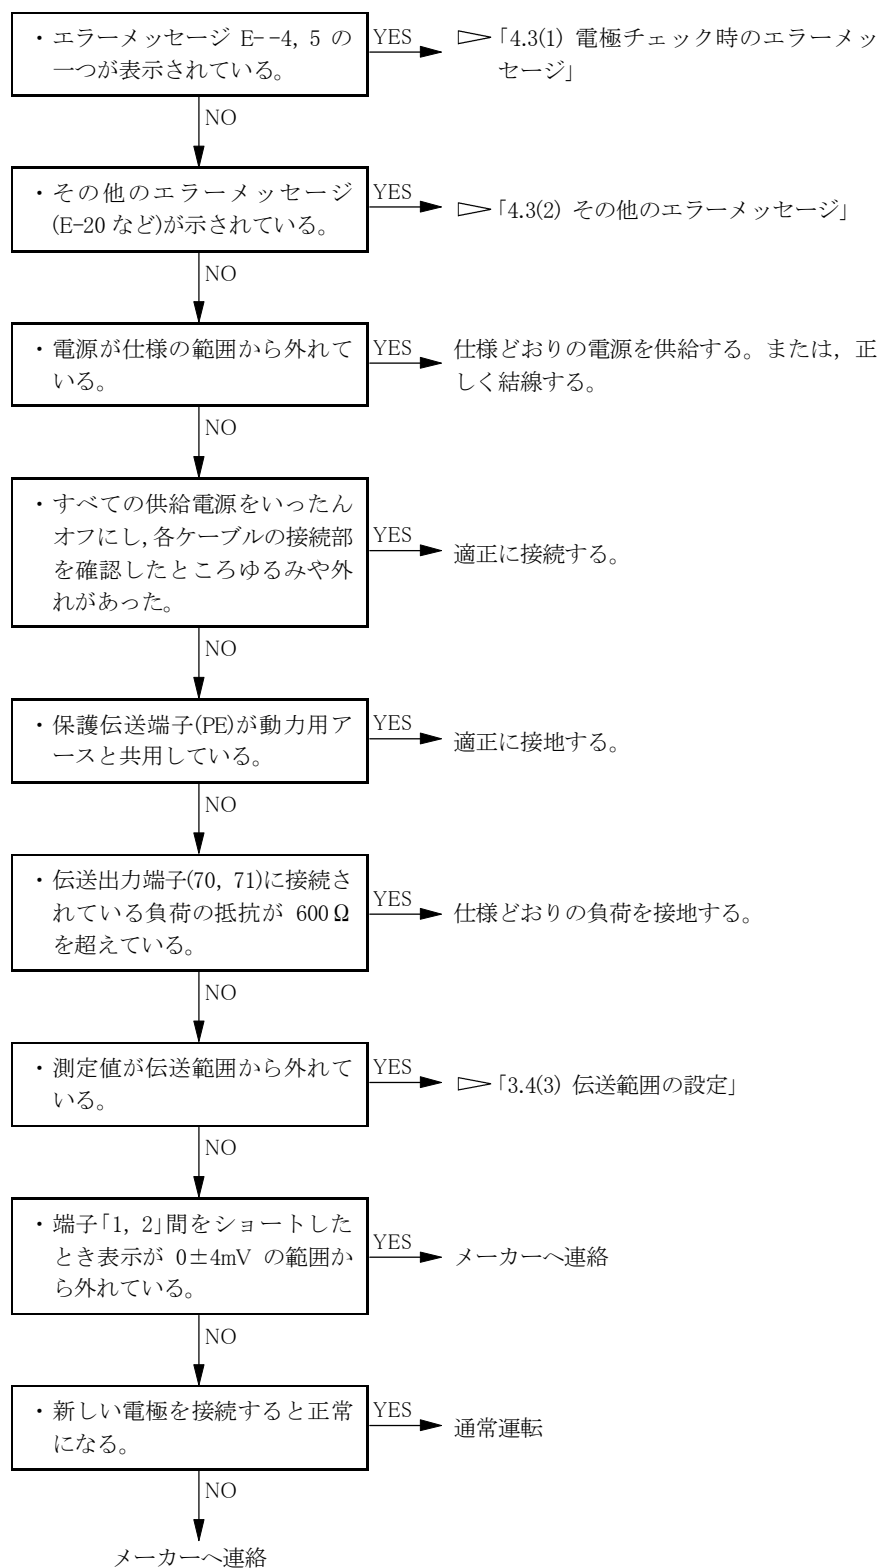 ・エラーメッセージ E--4, 5 の
一つが表示されている。
YES
▷「4.3(1) 電極チェック時のエラーメッ
セージ」
NO
・その他のエラーメッセージ
(E-20 など)が示されている。
YES
▷「4.3(2) その他のエラーメッセージ」
NO
・電源が仕様の範囲から外れて
いる。
YES
仕様どおりの電源を供給する。または，正
しく結線する。
NO
・すべての供給電源をいったん
オフにし，各ケーブルの接続部
を確認したところゆるみや外
れがあった。
YES
適正に接続する。
NO
・保護伝送端子(PE)が動力用ア
ースと共用している。
YES
適正に接地する。
NO
・伝送出力端子(70, 71)に接続さ
れている負荷の抵抗が 600Ω
を超えている。
YES
仕様どおりの負荷を接地する。
NO
・測定値が伝送範囲から外れて
いる。
YES
▷「3.4(3) 伝送範囲の設定」
NO
・端子「1, 2」間をショートした
とき表示が 0±4mV の範囲か
ら外れている。
YES
メーカーへ連絡
NO
・新しい電極を接続すると正常
になる。
YES
通常運転
NO
メーカーへ連絡